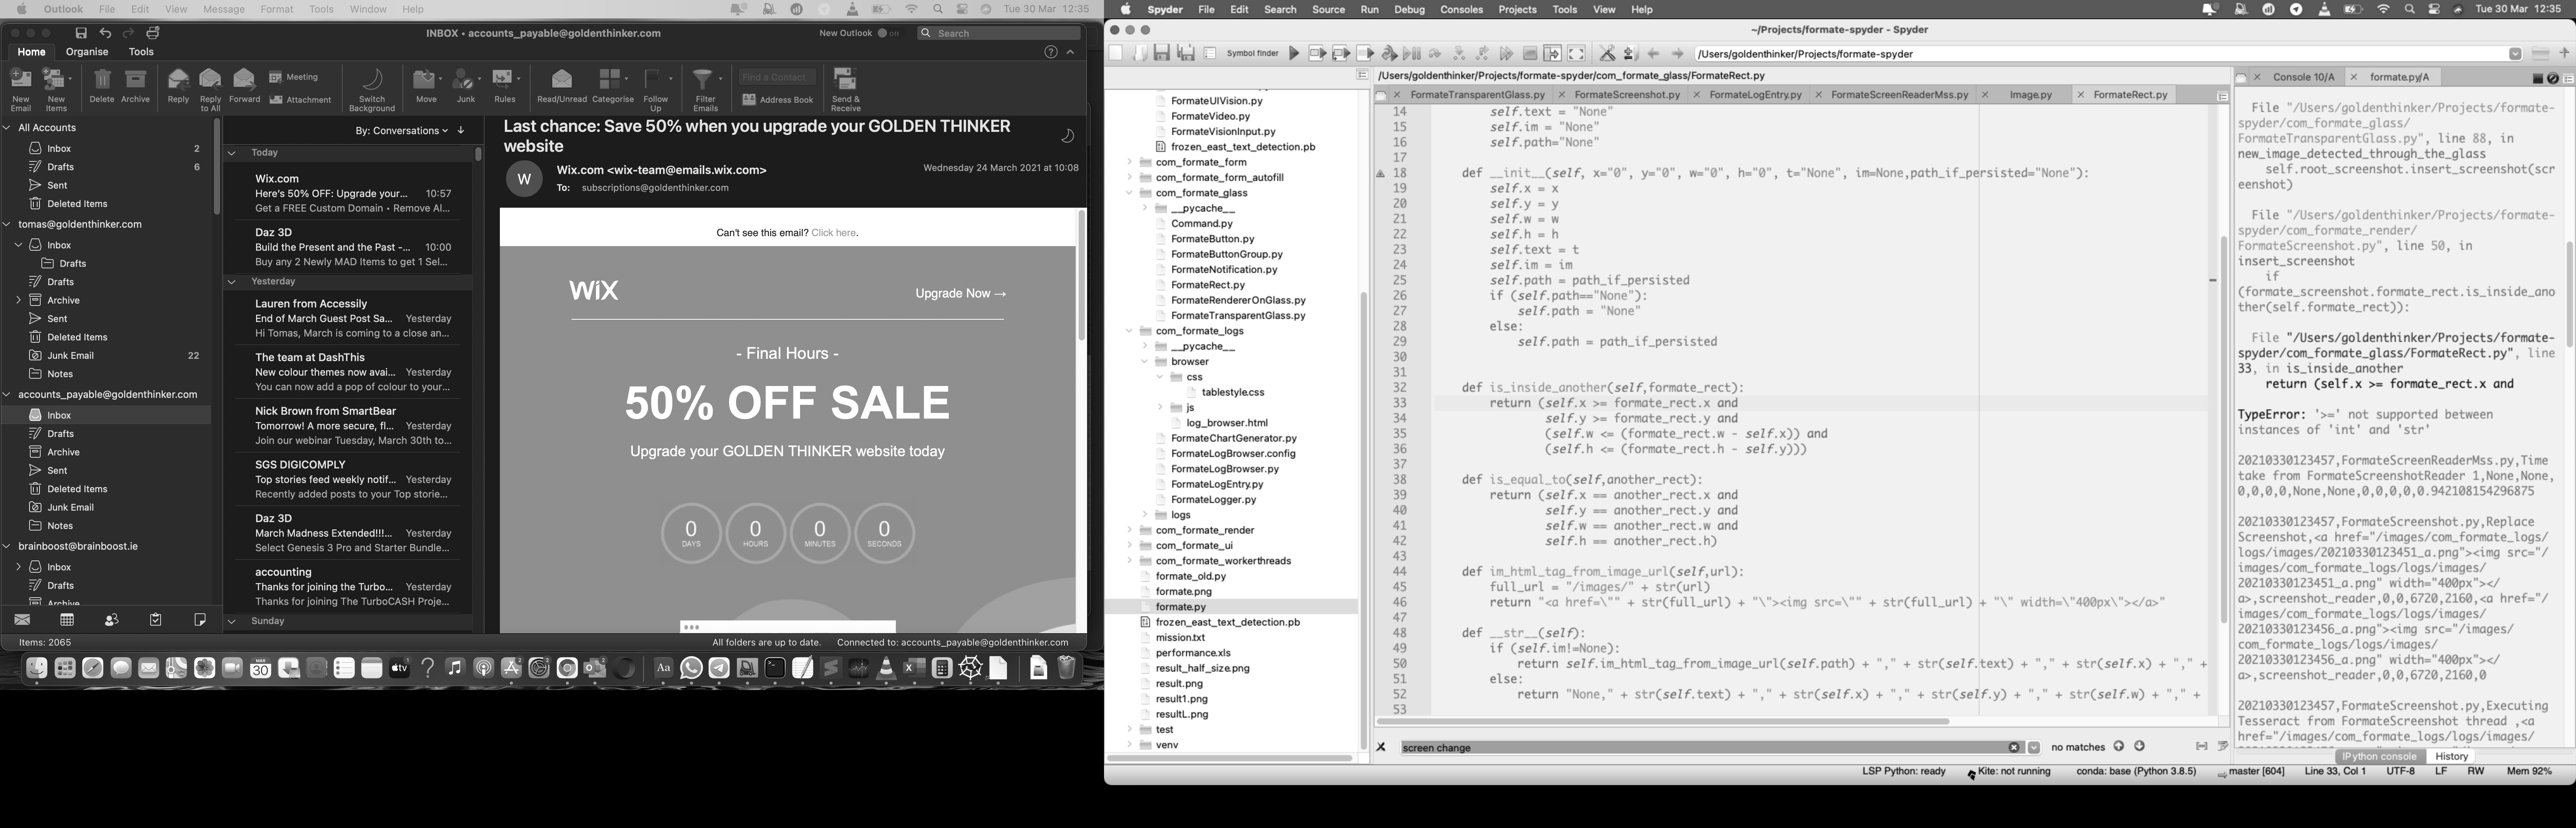 Outlook File Edit View Message Format Tools Window Help Tue 30 Mar 12:35
INBOX • accounts_payable@goldenthinker.com
New Outlook
Search
Home Organise Tools
New Email
New Items
Delete
Archive
Reply
Reply to All
Forward
Meeting
Attachment
Switch Background
Move
Junk
Rules
Read/Unread
Categorise
Follow Up
Filter Emails
Find a Contact
Address Book
Send & Receive
All Accounts
Inbox 2
Drafts 6
Sent
Deleted Items
tomas@goldenthinker.com
Inbox
Drafts
Drafts
Archive
Sent
Deleted Items
Junk Email 22
Notes
accounts_payable@goldenthinker.com
Inbox
Drafts
Archive
Sent
Deleted Items
Junk Email
Notes
brainboost@brainboost.ie
Inbox
Drafts
Archive
Items: 2065
By: Conversations
Today
Wix.com
Here's 50% OFF: Upgrade your... 10:57
Get a FREE Custom Domain • Remove Al...
Daz 3D
Build the Present and the Past -... 10:00
Buy any 2 Newly MAD Items to get 1 Sel...
Yesterday
Lauren from Accessily
End of March Guest Post Sa... Yesterday
Hi Tomas, March is coming to a close an...
The team at DashThis
New colour themes now avai... Yesterday
You can now add a pop of colour to your...
Nick Brown from SmartBear
Tomorrow! A more secure, fl... Yesterday
Join our webinar Tuesday, March 30th to...
SGS DIGICOMPLY
Top stories feed weekly notif... Yesterday
Recently added posts to your Top storie...
Daz 3D
March Madness Extended!!!... Yesterday
Select Genesis 3 Pro and Starter Bundle...
accounting
Thanks for joining the Turbo... Yesterday
Thanks for joining The TurboCASH Proje...
Sunday
Last chance: Save 50% when you upgrade your GOLDEN THINKER
website
W
Wix.com <wix-team@emails.wix.com>
Wednesday 24 March 2021 at 10:08
To: subscriptions@goldenthinker.com
Can't see this email? Click here.
WiX
Upgrade Now →
- Final Hours -
50% OFF SALE
Upgrade your GOLDEN THINKER website today
0 0 0 0
DAYS HOURS MINUTES SECONDS
All folders are up to date. Connected to: accounts_payable@goldenthinker.com
Spyder File Edit Search Source Run Debug Consoles Projects Tools View Help Tue 30 Mar 12:35
~/Projects/formate-spyder - Spyder
Symbol finder
/Users/goldenthinker/Projects/formate-spyder
FormateUIVision.py
FormateVideo.py
FormateVisionInput.py
frozen_east_text_detection.pb
com_formate_form
com_formate_form_autofill
com_formate_glass
__pycache__
Command.py
FormateButton.py
FormateButtonGroup.py
FormateNotification.py
FormateRect.py
FormateRendererOnGlass.py
FormateTransparentGlass.py
com_formate_logs
__pycache__
browser
css
tablestyle.css
js
log_browser.html
FormateChartGenerator.py
FormateLogBrowser.config
FormateLogBrowser.py
FormateLogEntry.py
FormateLogger.py
logs
com_formate_render
com_formate_ui
com_formate_workerthreads
formate_old.py
formate.png
formate.py
frozen_east_text_detection.pb
mission.txt
performance.xls
result_half_size.png
result.png
result1.png
resultL.png
test
venv
/Users/goldenthinker/Projects/formate-spyder/com_formate_glass/FormateRect.py
FormateTransparentGlass.py FormateScreenshot.py FormateLogEntry.py FormateScreenReaderMss.py Image.py FormateRect.py
14 self.text = "None"
15 self.im = "None"
16 self.path="None"
17
18 def __init__(self, x="0", y="0", w="0", h="0", t="None", im=None,path_if_persisted="None"):
19 self.x = x
20 self.y = y
21 self.w = w
22 self.h = h
23 self.text = t
24 self.im = im
25 self.path = path_if_persisted
26 if (self.path=="None"):
27 self.path = "None"
28 else:
29 self.path = path_if_persisted
30
31
32 def is_inside_another(self,formate_rect):
33 return (self.x >= formate_rect.x and
34 self.y >= formate_rect.y and
35 (self.w <= (formate_rect.w - self.x)) and
36 (self.h <= (formate_rect.h - self.y)))
37
38 def is_equal_to(self,another_rect):
39 return (self.x == another_rect.x and
40 self.y == another_rect.y and
41 self.w == another_rect.w and
42 self.h == another_rect.h)
43
44 def im_html_tag_from_image_url(self,url):
45 full_url = "/images/" + str(url)
46 return "<a href=\"" + str(full_url) + "\"><img src=\"" + str(full_url) + "\" width=\"400px\"></a>"
47
48 def __str__(self):
49 if (self.im!=None):
50 return self.im_html_tag_from_image_url(self.path) + "," + str(self.text) + "," + str(self.x) + "," +
51 else:
52 return "None," + str(self.text) + "," + str(self.x) + "," + str(self.y) + "," + str(self.w) + "," +
53
screen change
no matches
Console 10/A formate.py/A
File "/Users/goldenthinker/Projects/formate-
spyder/com_formate_glass/
FormateTransparentGlass.py", line 88, in
new_image_detected_through_the_glass
self.root_screenshot.insert_screenshot(scr
eenshot)
File "/Users/goldenthinker/Projects/formate-
spyder/com_formate_render/
FormateScreenshot.py", line 50, in
insert_screenshot
if
(formate_screenshot.formate_rect.is_inside_ano
ther(self.formate_rect)):
File "/Users/goldenthinker/Projects/formate-
spyder/com_formate_glass/FormateRect.py", line
33, in is_inside_another
return (self.x >= formate_rect.x and
TypeError: '>=' not supported between
instances of 'int' and 'str'
20210330123457,FormateScreenReaderMss.py,Time
take from FormateScreenshotReader 1,None,None,
0,0,0,0,None,None,0,0,0,0,0.942108154296875
20210330123457,FormateScreenshot.py,Replace
Screenshot,<a href="/images/com_formate_logs/
logs/images/20210330123451_a.png"><img src="/
images/com_formate_logs/logs/images/
20210330123451_a.png" width="400px"></
a>,screenshot_reader,0,0,6720,2160,<a href="/
images/com_formate_logs/logs/images/
20210330123456_a.png"><img src="/images/
com_formate_logs/logs/images/
20210330123456_a.png" width="400px"></
a>,screenshot_reader,0,0,6720,2160,0
20210330123457,FormateScreenshot.py,Executing
Tesseract from FormateScreenshot thread ,<a
href="/images/com_formate_logs/logs/images/
IPython console History
LSP Python: ready Kite: not running conda: base (Python 3.8.5) master [604] Line 33, Col 1 UTF-8 LF RW Mem 92%